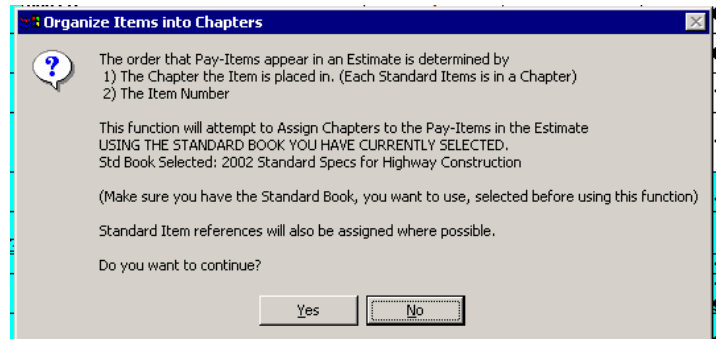 Organize Items into Chapters
The order that Pay-Items appear in an Estimate is determined by
1) The Chapter the Item is placed in. (Each Standard Items is in a Chapter)
2) The Item Number
This function will attempt to Assign Chapters to the Pay-Items in the Estimate
USING THE STANDARD BOOK YOU HAVE CURRENTLY SELECTED.
Std Book Selected: 2002 Standard Specs for Highway Construction
(Make sure you have the Standard Book, you want to use, selected before using this function)
Standard Item references will also be assigned where possible.
Do you want to continue?
Yes
No